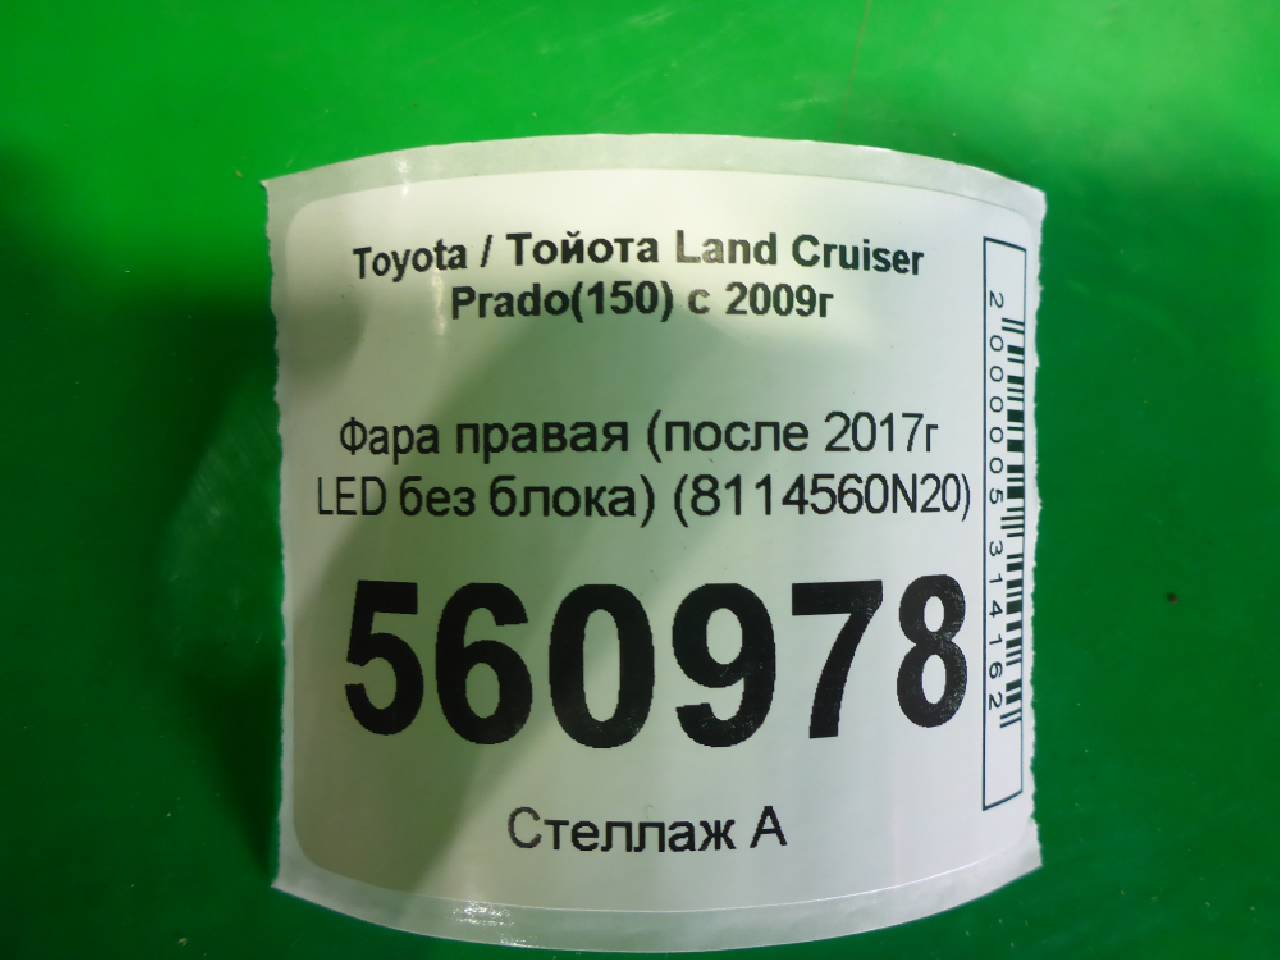 Toyota / Тойота Land Cruiser
Prado(150) с 2009г
Фара правая (после 2017г
LED без блока) (8114560N20)
560978
Стеллаж А
2000005314162